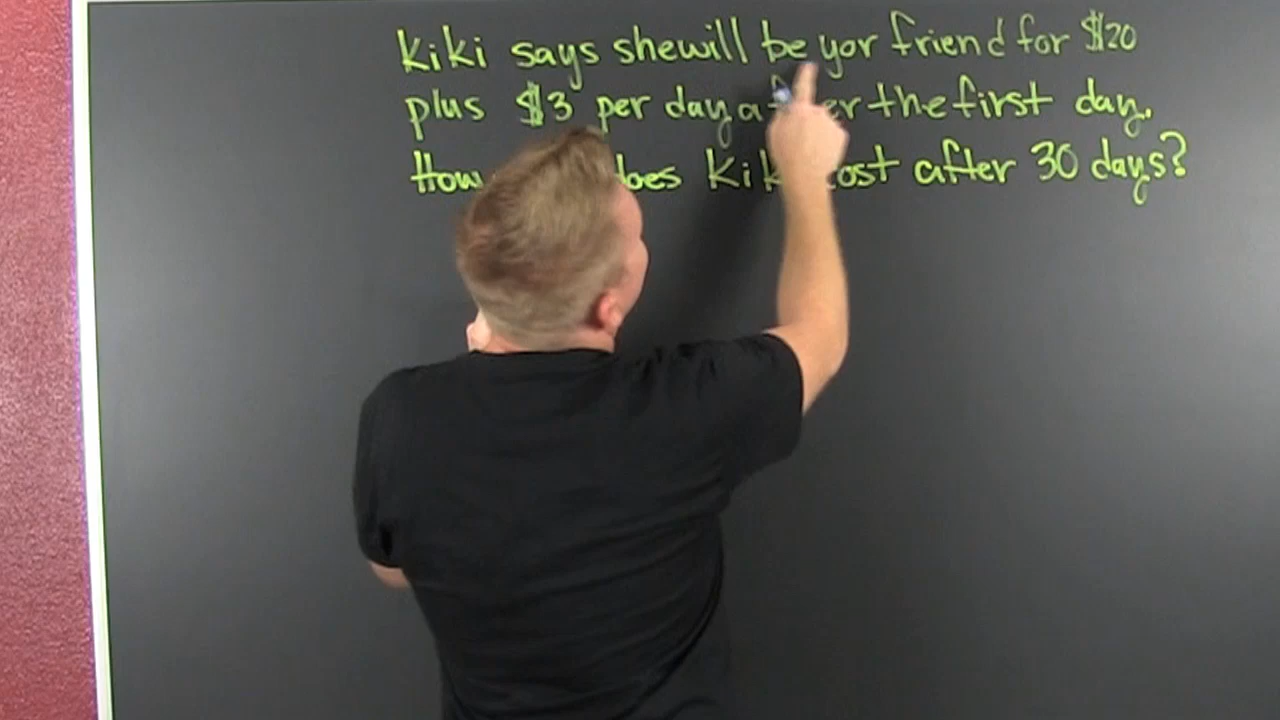 Kiki says she will be yor friend for $20
plus $3 per day after the first day.
How does Kiki cost after 30 days?